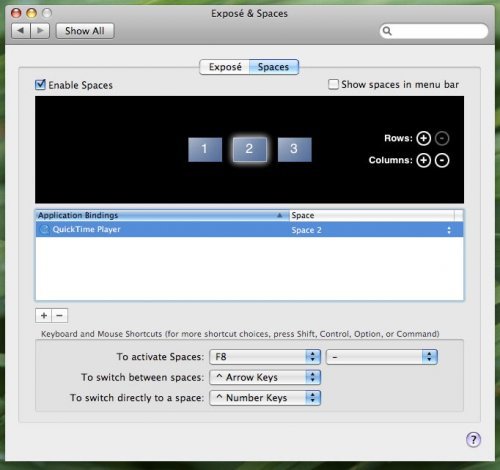 Exposé & Spaces
Show All
Exposé Spaces
Enable Spaces
Show spaces in menu bar
1 2 3
Rows: + -
Columns: + -
Application Bindings Space
QuickTime Player Space 2
+ −
Keyboard and Mouse Shortcuts (for more shortcut choices, press Shift, Control, Option, or Command)
To activate Spaces: F8 –
To switch between spaces: ^ Arrow Keys
To switch directly to a space: ^ Number Keys
?